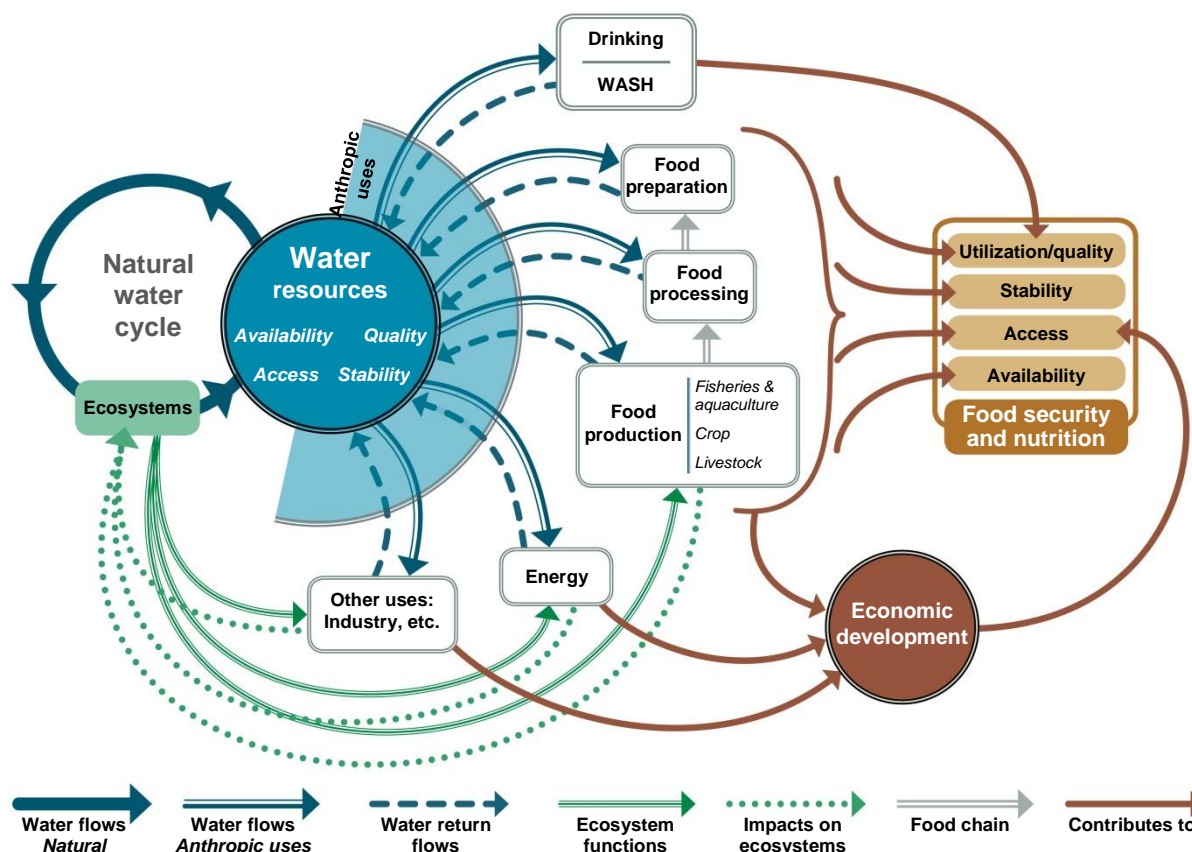 Drinking
WASH
Anthropic
uses
Food
preparation
Natural
water
cycle
Water
resources
Availability
Quality
Access
Stability
Food
processing
Utilization/quality
Stability
Access
Availability
Food security
and nutrition
Ecosystems
Food
production
Fisheries &
aquaculture
Crop
Livestock
Energy
Other uses:
Industry, etc.
Economic
development
Water flows
Natural
Water flows
Anthropic uses
Water return
flows
Ecosystem
functions
Impacts on
ecosystems
Food chain
Contributes to